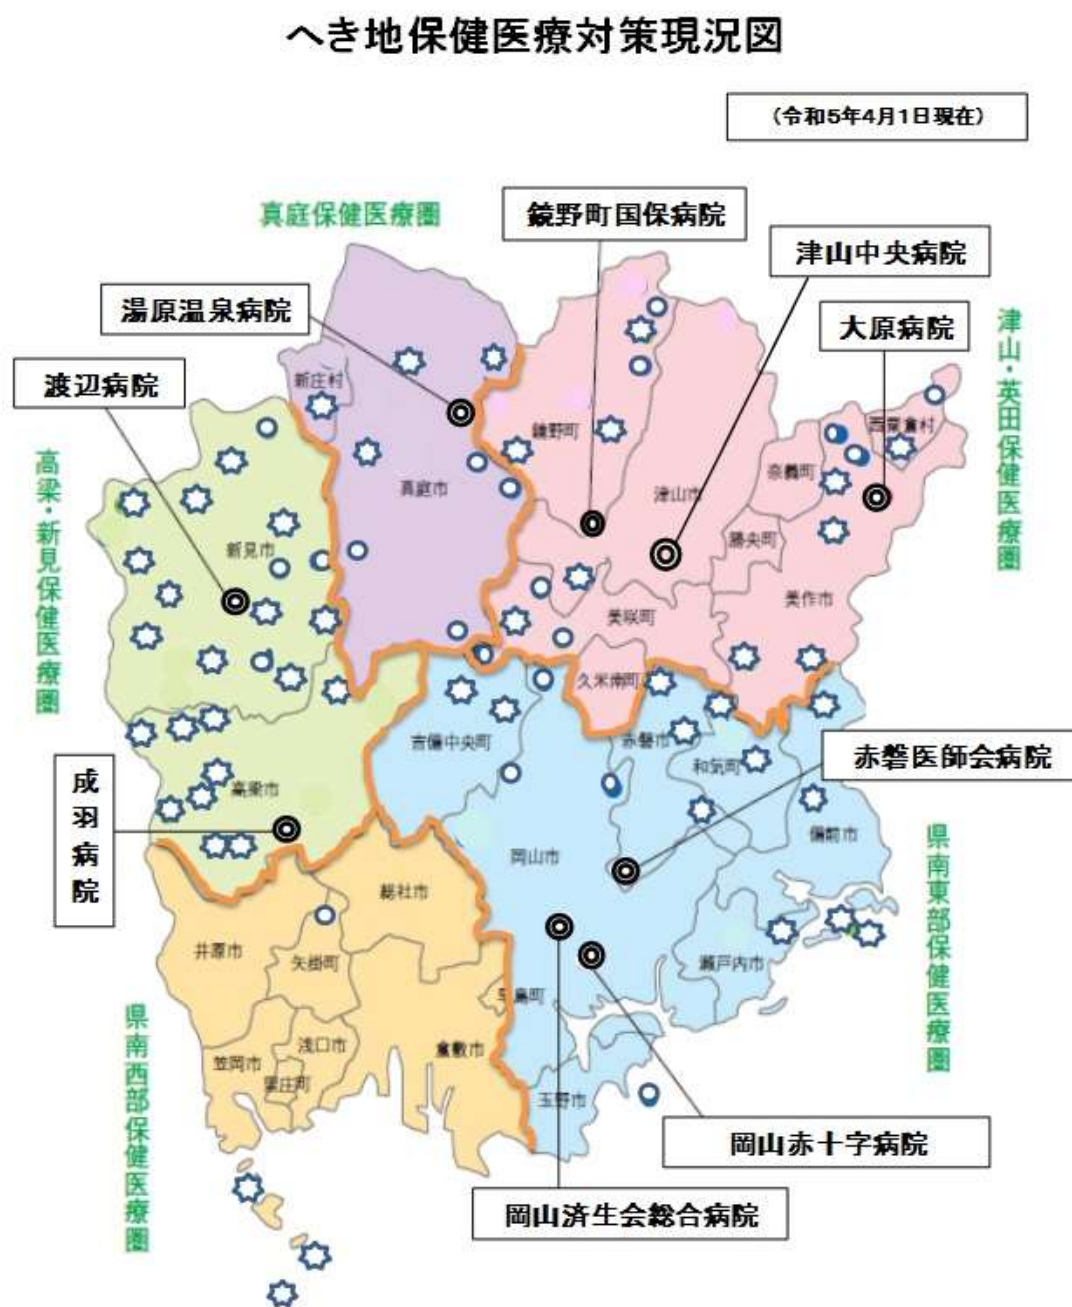 へき地保健医療対策現況図
（令和5年4月1日現在）
真庭保健医療圏
鏡野町国保病院
津山中央病院
湯原温泉病院
大原病院
渡辺病院
津山・英田保健医療圏
新庄村
鏡野町
西粟倉村
奈義町
高梁・新見保健医療圏
真庭市
津山市
新見市
勝央町
美作市
美咲町
久米南町
吉備中央町
赤磐市
和気町
赤磐医師会病院
成羽病院
高梁市
備前市
岡山市
県南東部保健医療圏
総社市
井原市
矢掛町
瀬戸内市
早島町
県南西部保健医療圏
浅口市
倉敷市
笠岡市
里庄町
玉野市
岡山赤十字病院
岡山済生会総合病院